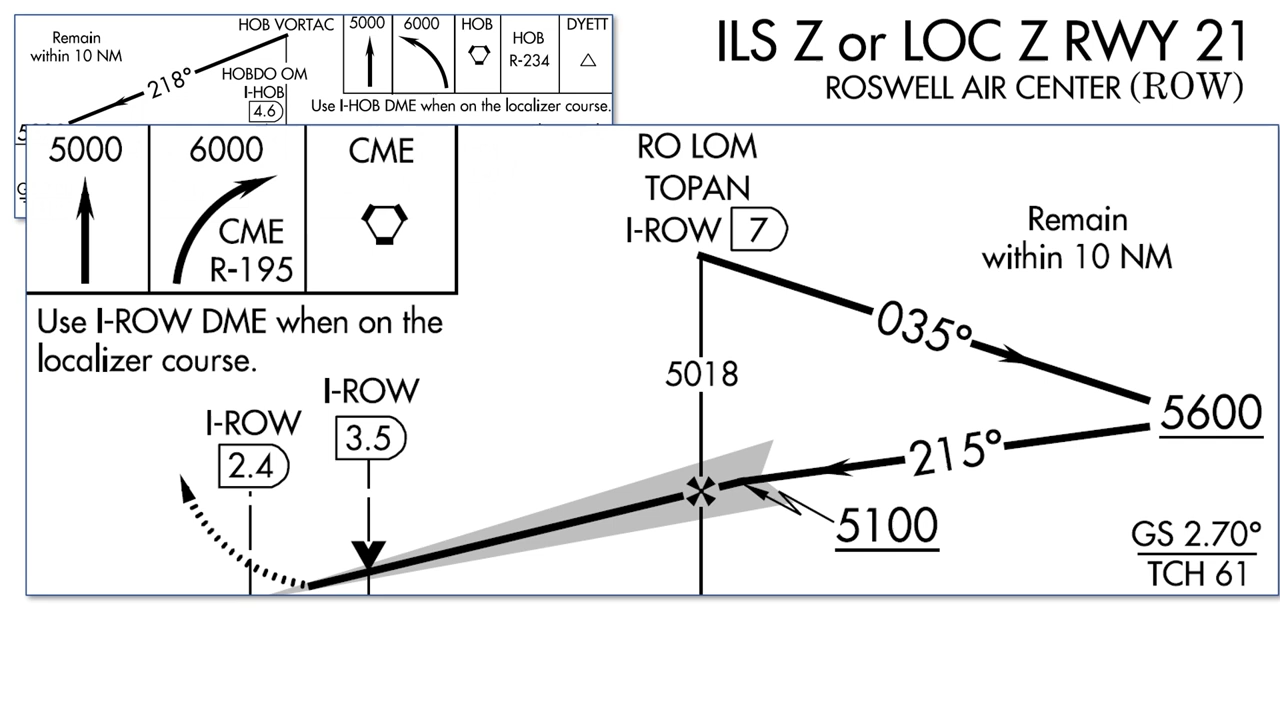 ILS Z or LOC Z RWY 21
ROSWELL AIR CENTER (ROW)
Remain
within 10 NM
218°
HOB VORTAC
HOBDO OM
I-HOB
4.6
5000
6000
HOB
HOB
R-234
DYETT
Use I-HOB DME when on the localizer course.
5000
6000
CME
R-195
CME
Use I-ROW DME when on the
localizer course.
I-ROW
2.4
I-ROW
3.5
RO LOM
TOPAN
I-ROW 7
5018
Remain
within 10 NM
035°
5600
215°
5100
GS 2.70°
TCH 61